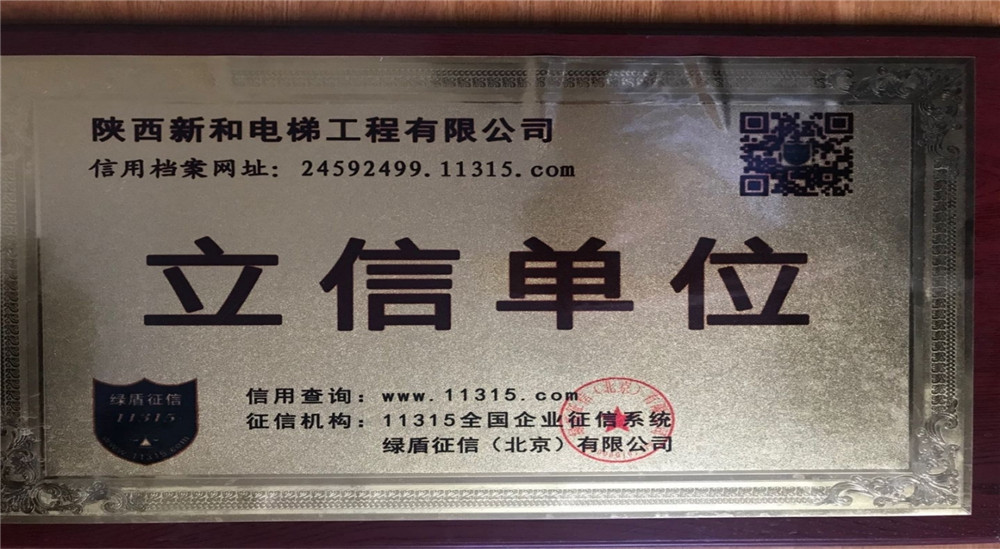 陕西新和电梯工程有限公司
信用档案网址: 24592499.11315.com
立信单位
绿盾征信
11315
www.11315.com
信用查询: www.11315.com
征信机构: 11315全国企业征信系统
绿盾征信（北京）有限公司